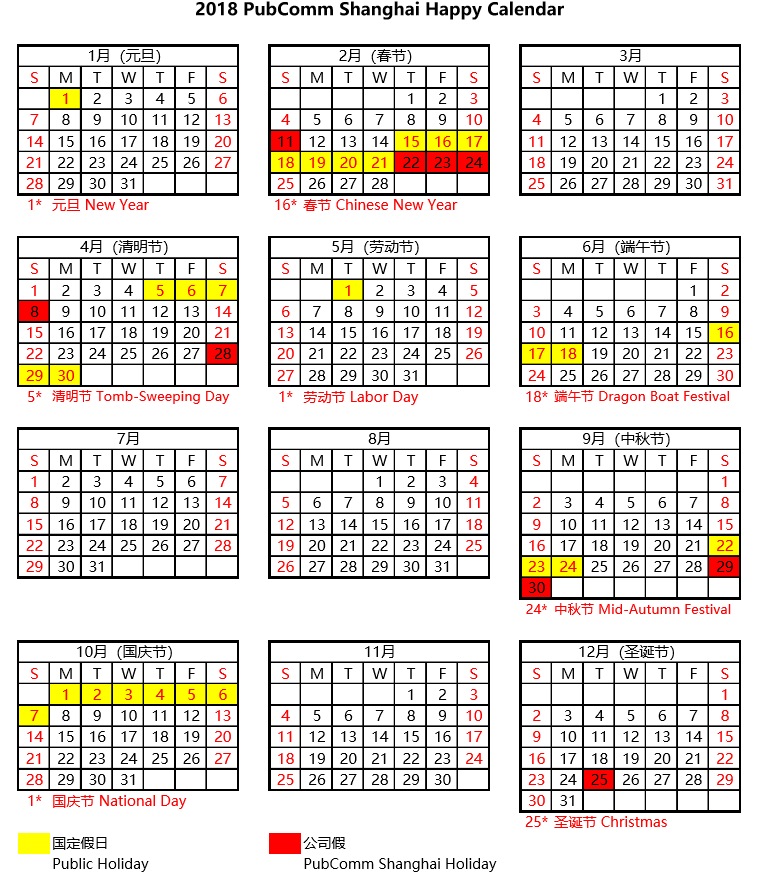 2018 PubComm Shanghai Happy Calendar
1月 (元旦)
S M T W T F S
1 2 3 4 5 6
7 8 9 10 11 12 13
14 15 16 17 18 19 20
21 22 23 24 25 26 27
28 29 30 31
1* 元旦 New Year
2月 (春节)
S M T W T F S
1 2 3
4 5 6 7 8 9 10
11 12 13 14 15 16 17
18 19 20 21 22 23 24
25 26 27 28
16* 春节 Chinese New Year
3月
S M T W T F S
1 2 3
4 5 6 7 8 9 10
11 12 13 14 15 16 17
18 19 20 21 22 23 24
25 26 27 28 29 30 31
4月 (清明节)
S M T W T F S
1 2 3 4 5 6 7
8 9 10 11 12 13 14
15 16 17 18 19 20 21
22 23 24 25 26 27 28
29 30
5* 清明节 Tomb-Sweeping Day
5月 (劳动节)
S M T W T F S
1 2 3 4 5
6 7 8 9 10 11 12
13 14 15 16 17 18 19
20 21 22 23 24 25 26
27 28 29 30 31
1* 劳动节 Labor Day
6月 (端午节)
S M T W T F S
1 2
3 4 5 6 7 8 9
10 11 12 13 14 15 16
17 18 19 20 21 22 23
24 25 26 27 28 29 30
18* 端午节 Dragon Boat Festival
7月
S M T W T F S
1 2 3 4 5 6 7
8 9 10 11 12 13 14
15 16 17 18 19 20 21
22 23 24 25 26 27 28
29 30 31
8月
S M T W T F S
1 2 3 4
5 6 7 8 9 10 11
12 13 14 15 16 17 18
19 20 21 22 23 24 25
26 27 28 29 30 31
9月 (中秋节)
S M T W T F S
1
2 3 4 5 6 7 8
9 10 11 12 13 14 15
16 17 18 19 20 21 22
23 24 25 26 27 28 29
30
24* 中秋节 Mid-Autumn Festival
10月 (国庆节)
S M T W T F S
1 2 3 4 5 6
7 8 9 10 11 12 13
14 15 16 17 18 19 20
21 22 23 24 25 26 27
28 29 30 31
1* 国庆节 National Day
11月
S M T W T F S
1 2 3
4 5 6 7 8 9 10
11 12 13 14 15 16 17
18 19 20 21 22 23 24
25 26 27 28 29 30
12月 (圣诞节)
S M T W T F S
1
2 3 4 5 6 7 8
9 10 11 12 13 14 15
16 17 18 19 20 21 22
23 24 25 26 27 28 29
30 31
25* 圣诞节 Christmas
国定假日
Public Holiday
公司假
PubComm Shanghai Holiday